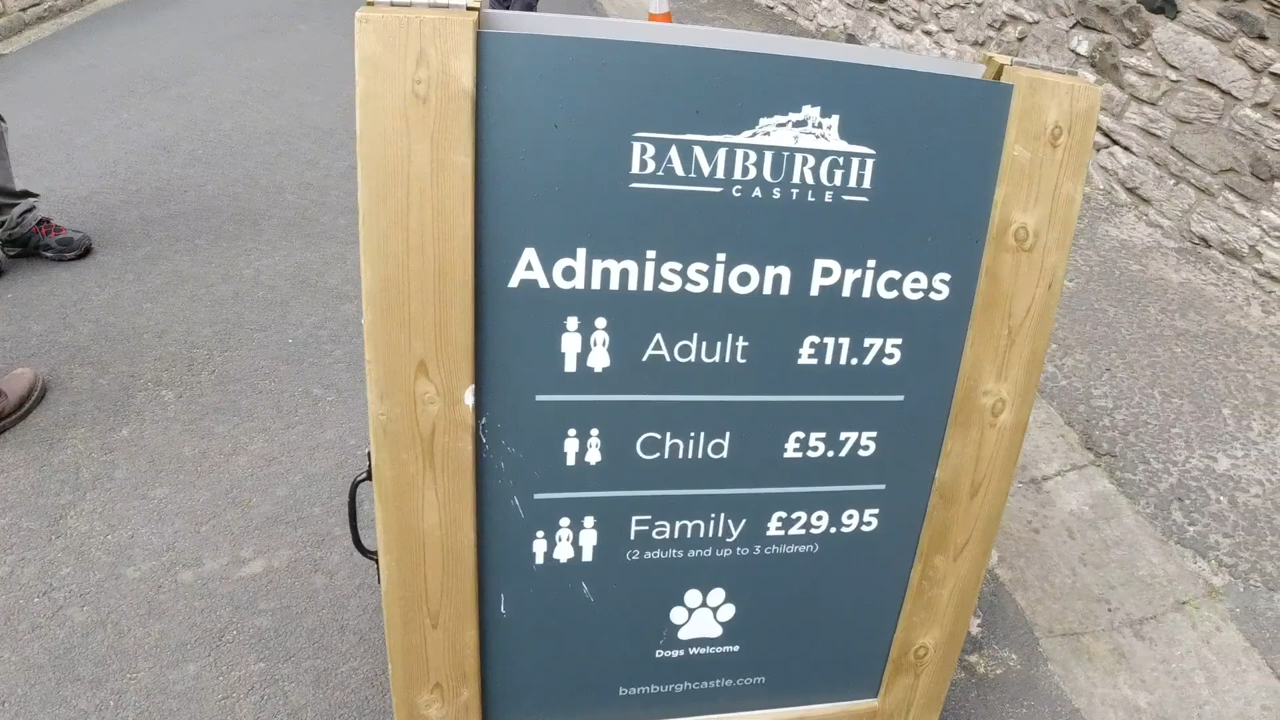 BAMBURGH
CASTLE
Admission Prices
Adult £11.75
Child £5.75
Family £29.95
(2 adults and up to 3 children)
Dogs Welcome
bamburghcastle.com